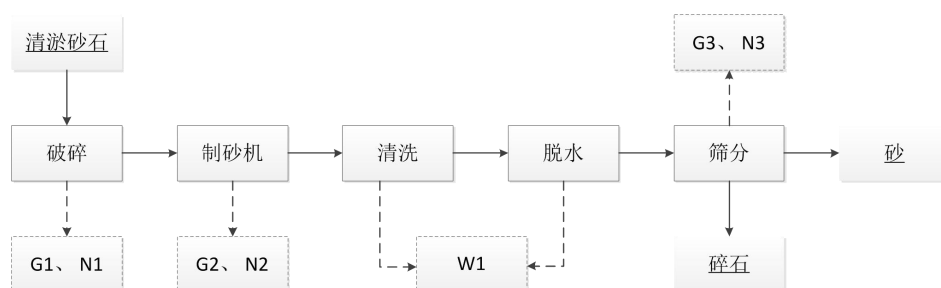 清淤砂石
G3、 N3
破碎
制砂机
清洗
脱水
筛分
砂
G1、 N1
G2、 N2
W1
碎石